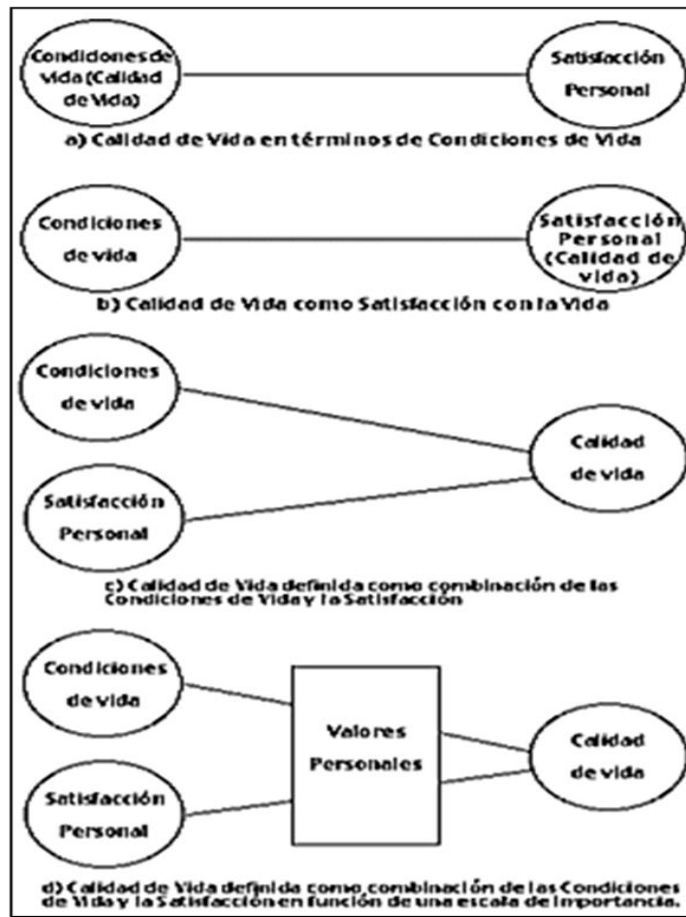 Condiciones de
vida (Calidad
de Vida)
Satisfacción
Personal
a) Calidad de Vida en términos de Condiciones de Vida
Condiciones
de vida
Satisfacción
Personal
(Calidad de
vida)
b) Calidad de Vida como Satisfacción con la Vida
Condiciones
de vida
Satisfacción
Personal
Calidad
de vida
c) Calidad de Vida definida como combinación de las
Condiciones de Vida y la Satisfacción
Condiciones
de vida
Satisfacción
Personal
Valores
Personales
Calidad
de vida
d) Calidad de Vida definida como combinación de las Condiciones
de Vida y la Satisfacción en función de una escala de importancia.